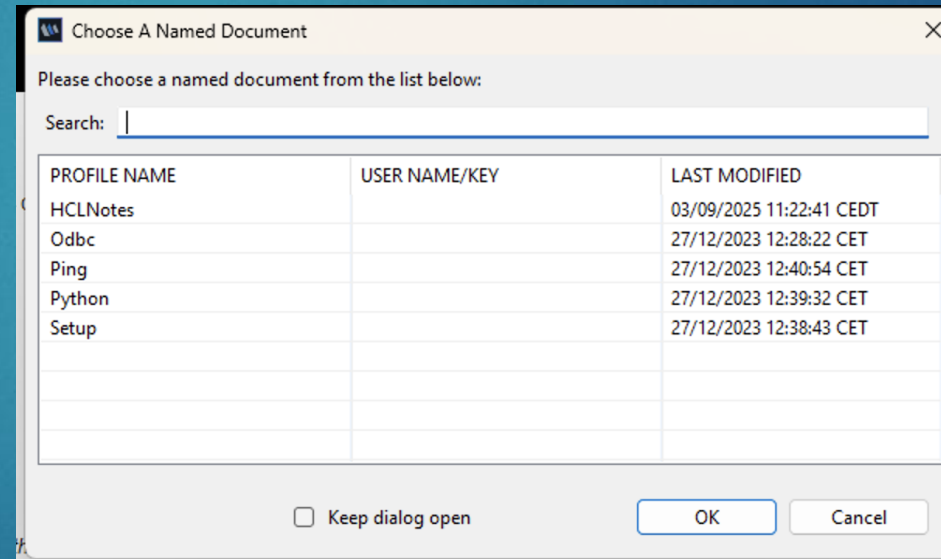 Choose A Named Document
Please choose a named document from the list below:
Search:
PROFILE NAME USER NAME/KEY LAST MODIFIED
HCLNotes 03/09/2025 11:22:41 CEDT
Odbc 27/12/2023 12:28:22 CET
Ping 27/12/2023 12:40:54 CET
Python 27/12/2023 12:39:32 CET
Setup 27/12/2023 12:38:43 CET
Keep dialog open OK Cancel